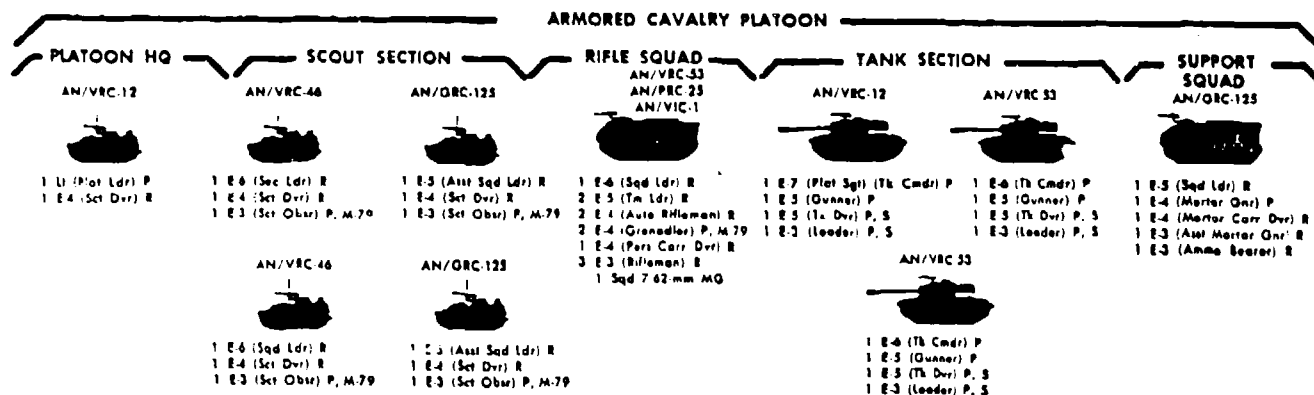 ARMORED CAVALRY PLATOON
PLATOON HQ
AN/VRC-12
1 Lt (Plat Ldr) P
1 E-4 (Sct Dvr) R
SCOUT SECTION
AN/VRC-46
1 E-6 (Sec Ldr) R
1 E-4 (Sct Dvr) R
1 E-3 (Sct Obsr) P, M-79
AN/GRC-125
1 E-5 (Asst Sqd Ldr) R
1 E-4 (Sct Dvr) R
1 E-3 (Sct Obsr) P, M-79
AN/VRC-46
1 E-6 (Sqd Ldr) R
1 E-4 (Sct Dvr) R
1 E-3 (Sct Obsr) P, M-79
AN/GRC-125
1 E-5 (Asst Sqd Ldr) R
1 E-4 (Sct Dvr) R
1 E-3 (Sct Obsr) P, M-79
RIFLE SQUAD
AN/VRC-53
AN/PRC-25
AN/VIC-1
1 E-6 (Sqd Ldr) R
2 E-5 (Tm Ldr) R
2 E-4 (Auto Rifleman) R
2 E-4 (Grenadier) P, M-79
1 E-4 (Pers Carr Dvr) R
3 E-3 (Rifleman) R
1 Sqd 7.62-mm MG
TANK SECTION
AN/VRC-12
1 E-7 (Plat Sgt) (Tk Cmdr) P
1 E-5 (Gunner) P
1 E-5 (Tk Dvr) P, S
1 E-3 (Loader) P, S
AN/VRC 53
1 E-6 (Tk Cmdr) P
1 E-5 (Gunner) P
1 E-5 (Tk Dvr) P, S
1 E-3 (Loader) P, S
AN/VRC 53
1 E-6 (Tk Cmdr) P
1 E-5 (Gunner) P
1 E-5 (Tk Dvr) P, S
1 E-3 (Loader) P, S
SUPPORT
SQUAD
AN/GRC-125
1 E-5 (Sqd Ldr) R
1 E-4 (Mortar Gnr) P
1 E-4 (Mortar Carr Dvr) R
1 E-3 (Asst Mortar Gnr) R
1 E-3 (Ammo Bearer) R